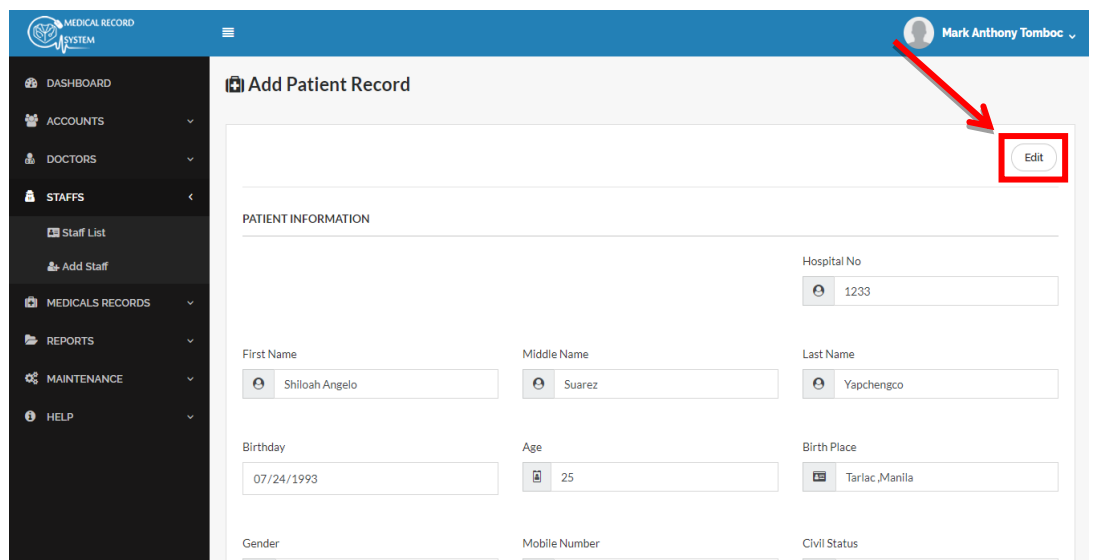 MEDICAL RECORD
SYSTEM
Mark Anthony Tomboc
DASHBOARD
ACCOUNTS
DOCTORS
STAFFS
Staff List
Add Staff
MEDICALS RECORDS
REPORTS
MAINTENANCE
HELP
Add Patient Record
Edit
PATIENT INFORMATION
Hospital No
1233
First Name Middle Name Last Name
Shiloah Angelo Suarez Yapchengco
Birthday Age Birth Place
07/24/1993 25 Tarlac ,Manila
Gender Mobile Number Civil Status